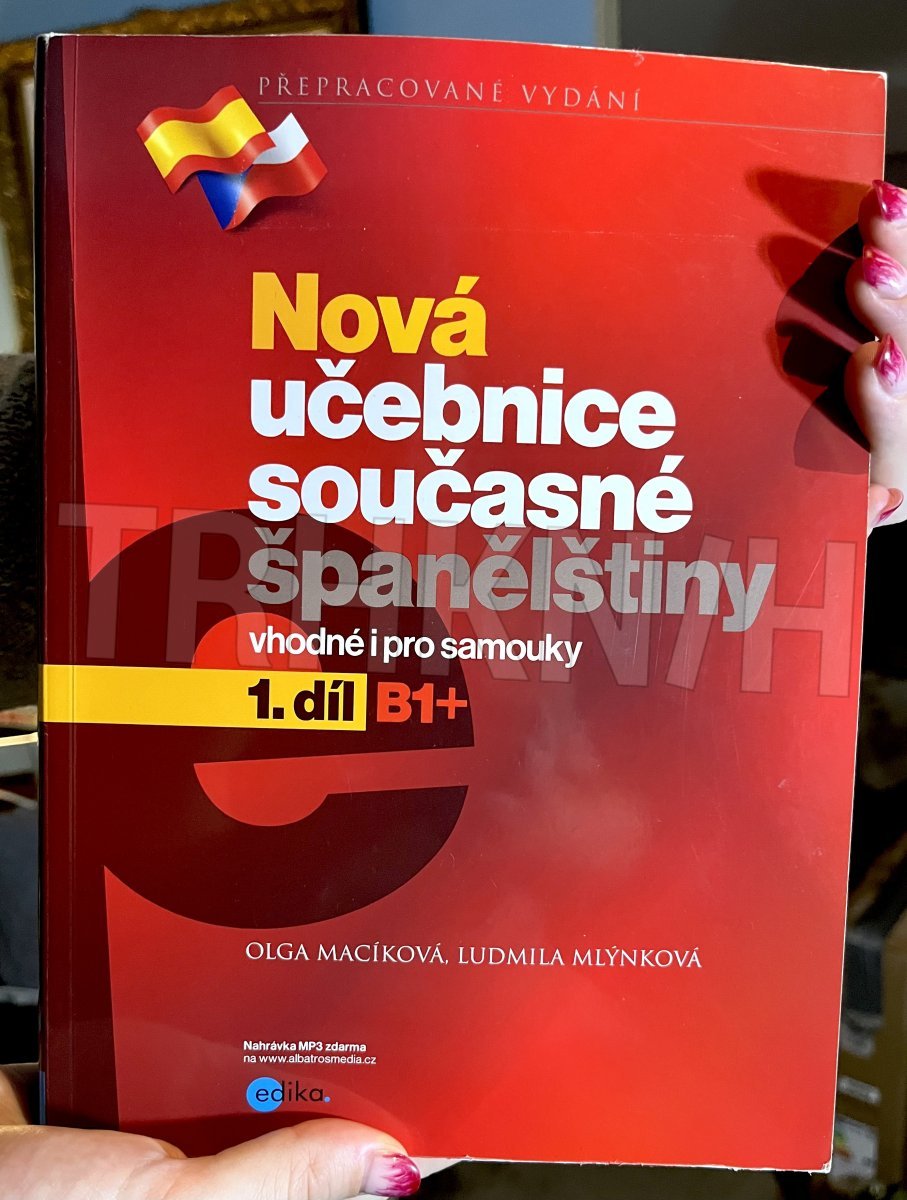 PŘEPRACOVANÉ VYDÁNÍ
Nová
učebnice
současné
španělštiny
TRHKNIH
vhodné i pro samouky
1. díl B1+
OLGA MACÍKOVÁ, LUDMILA MLÝNKOVÁ
Nahrávka MP3 zdarma
na www.albatrosmedia.cz
edika.